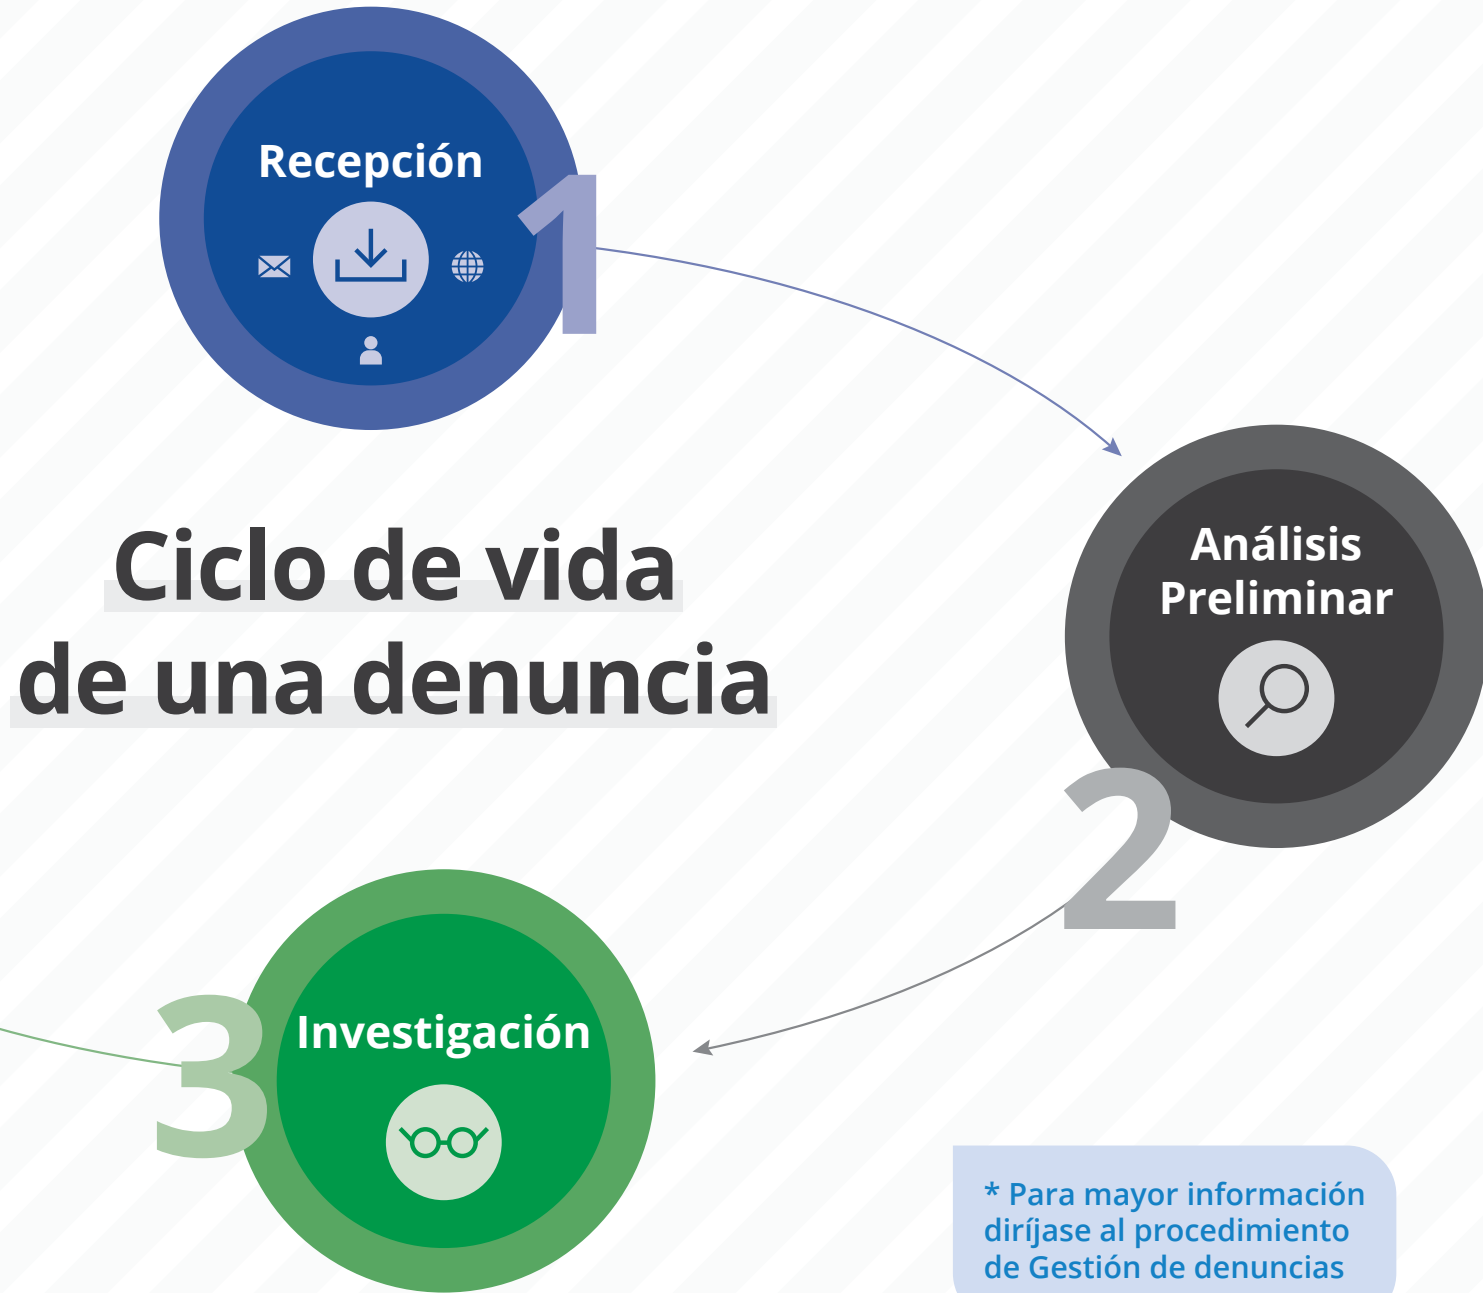 Recepción
1
Ciclo de vida
de una denuncia
Análisis
Preliminar
2
3
Investigación
* Para mayor información
diríjase al procedimiento
de Gestión de denuncias